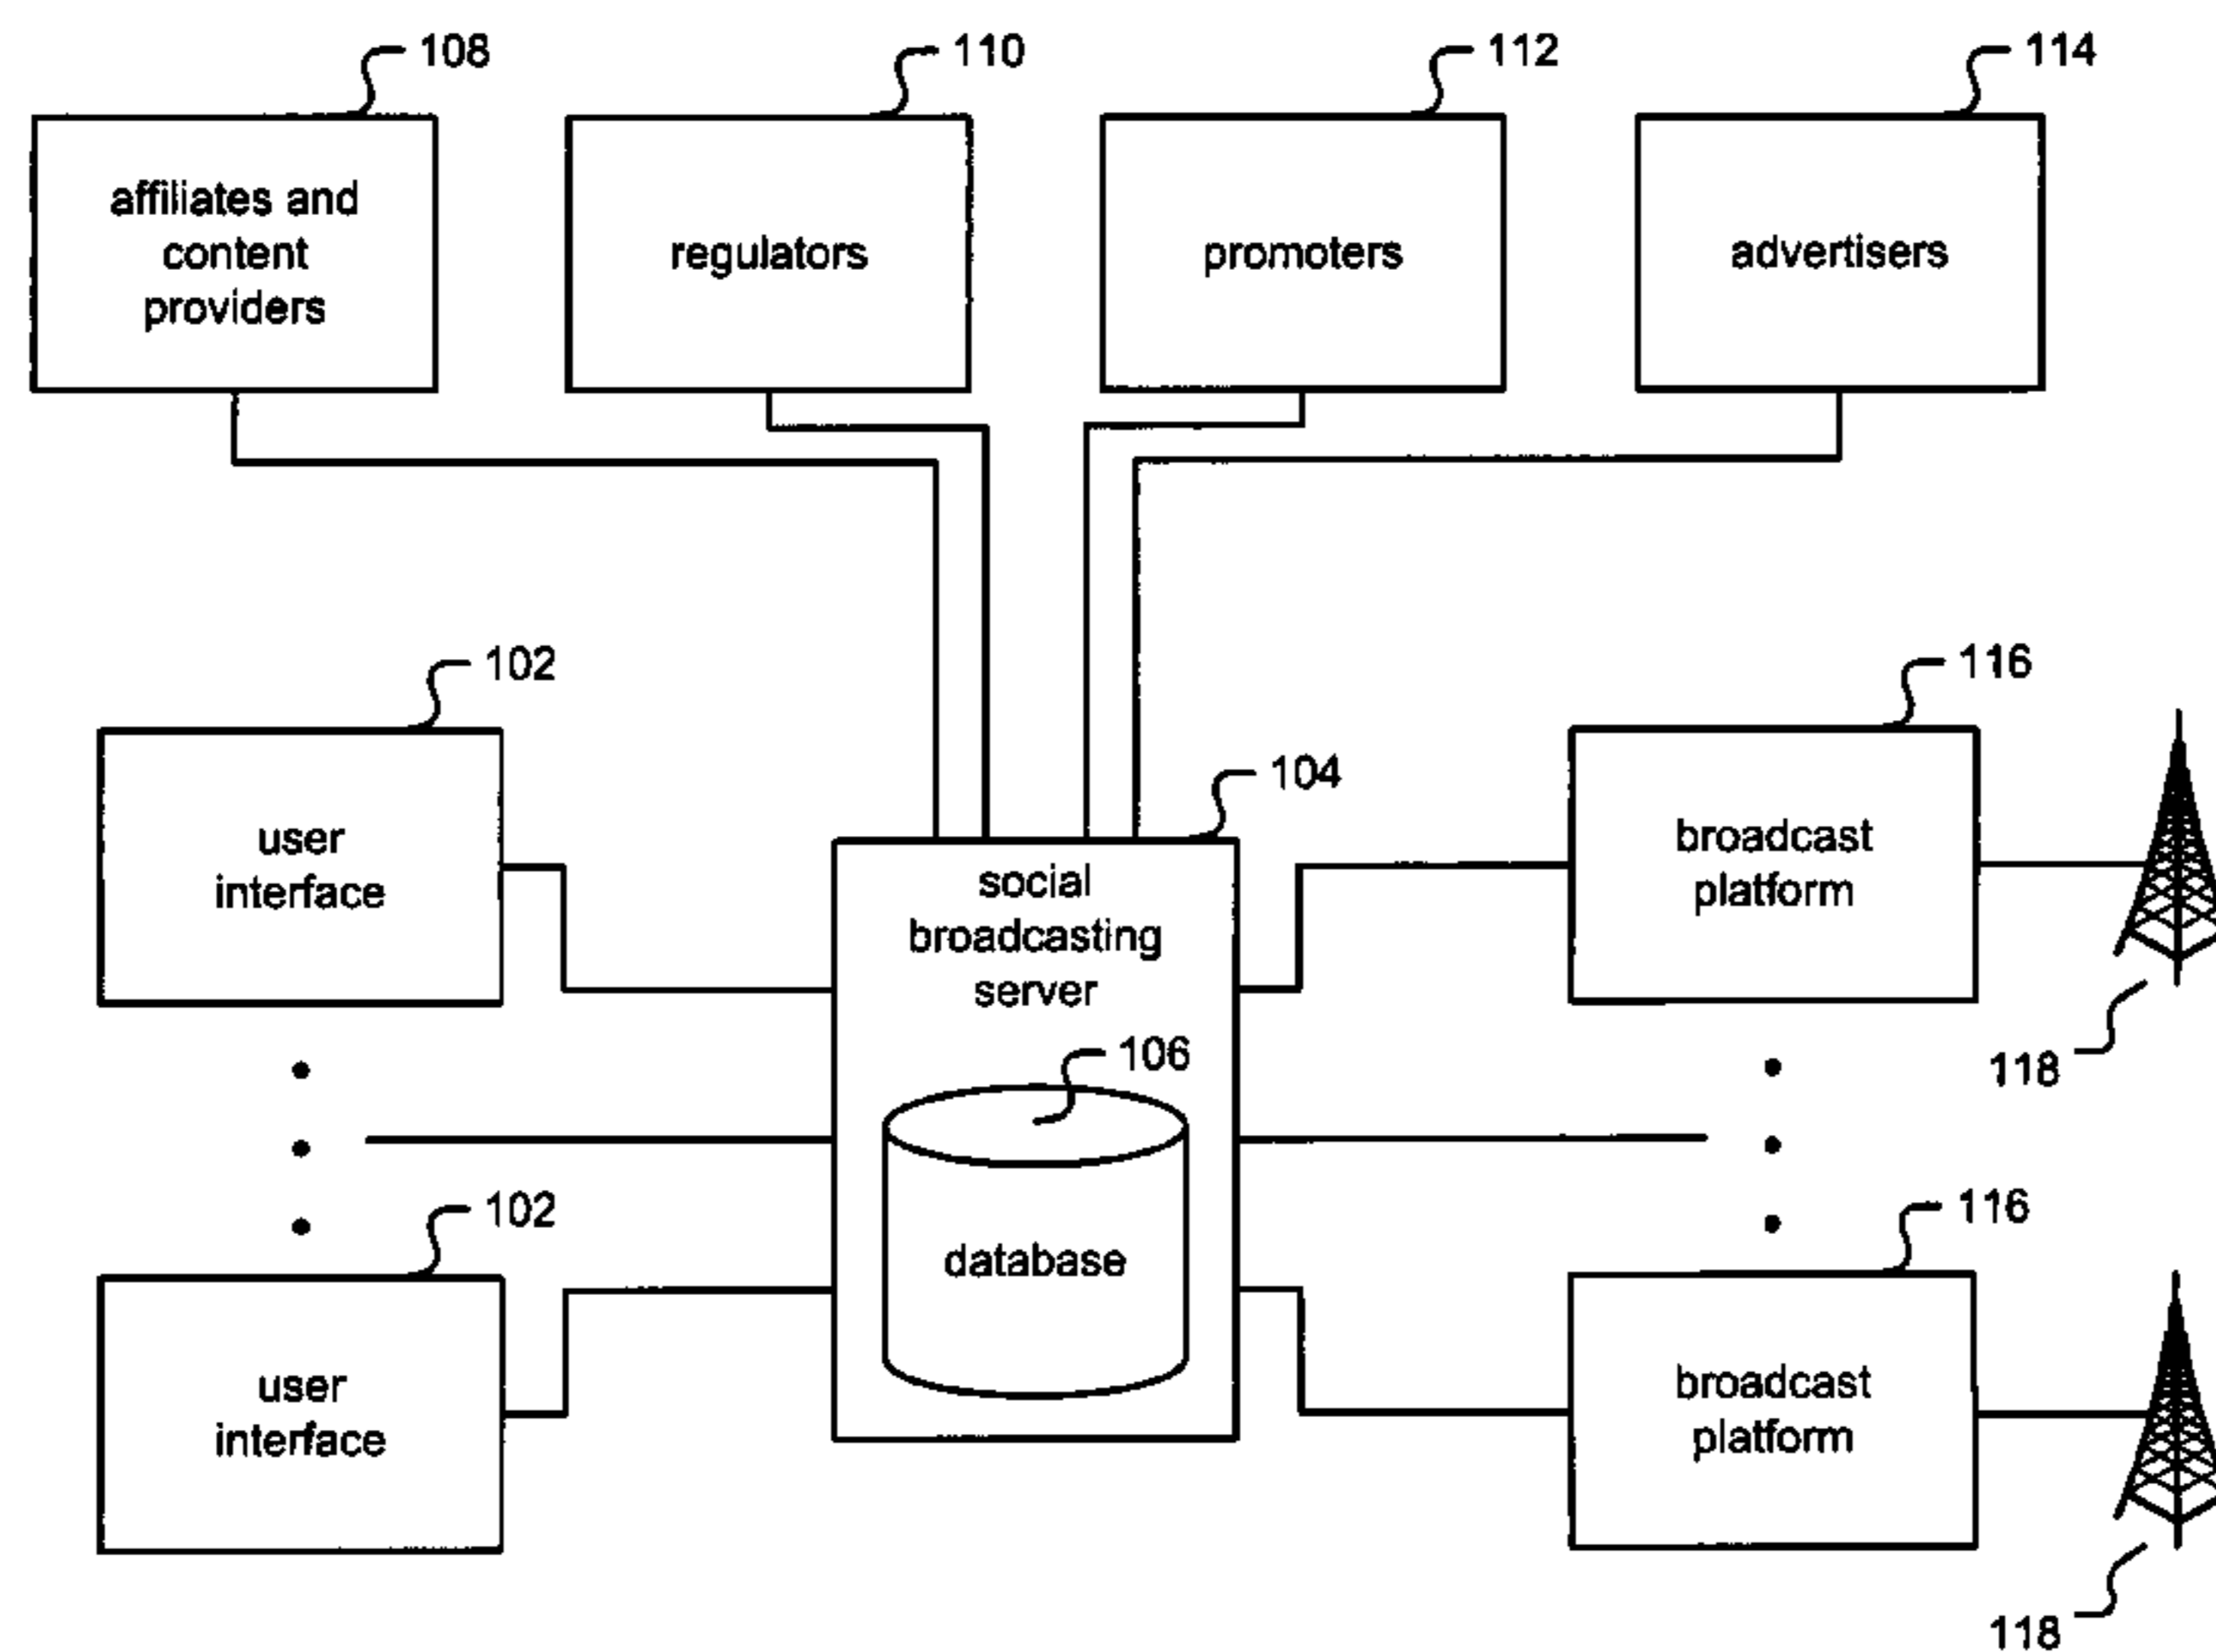 108
110
112
114
affiliates and
content
providers
regulators
promoters
advertisers
102
116
104
user
interface
social
broadcasting
server
broadcast
platform
118
106
102
116
database
user
interface
broadcast
platform
118